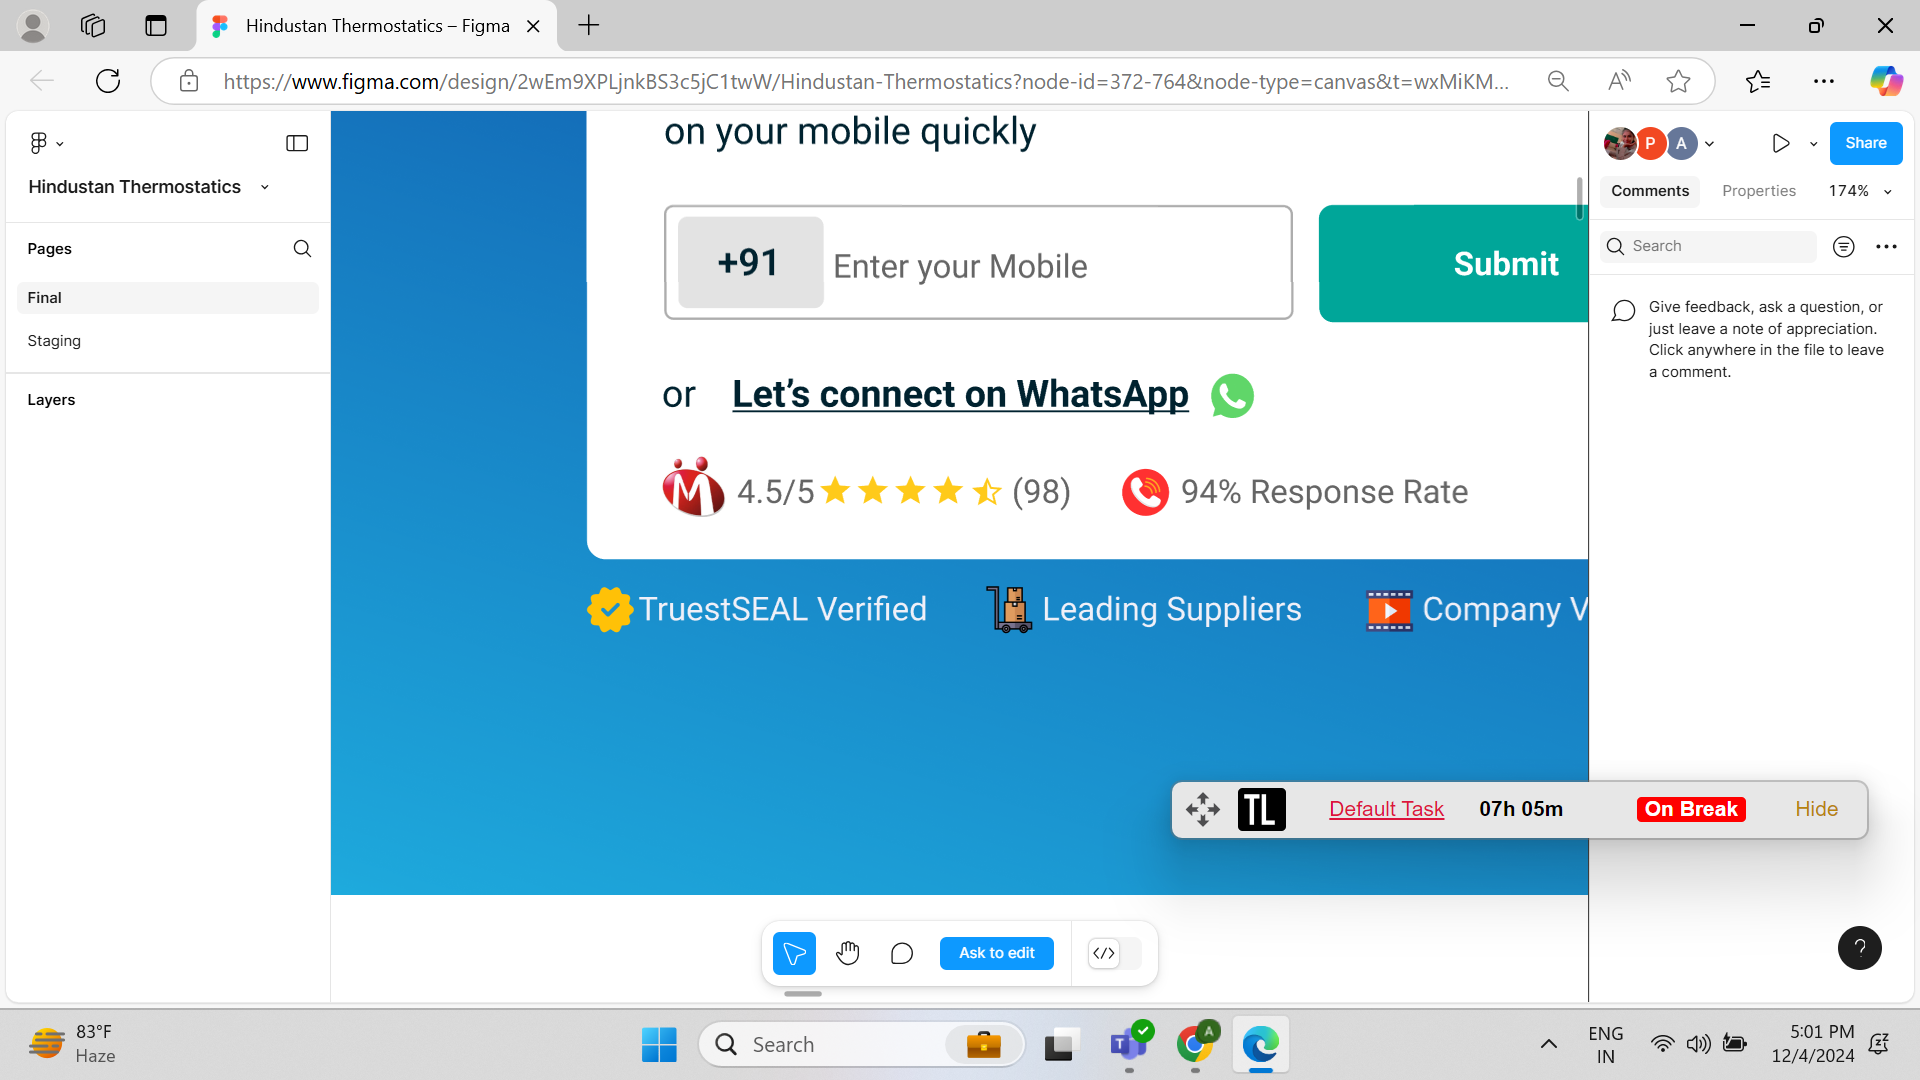 Hindustan Thermostatics – Figma
https://www.figma.com/design/2wEm9XPLjnkBS3c5jC1twW/Hindustan-Thermostatics?node-id=372-764&node-type=canvas&t=wxMiKM...
Hindustan Thermostatics
Pages
Final
Staging
Layers
on your mobile quickly
+91 Enter your Mobile
Submit
or Let’s connect on WhatsApp
M 4.5/5 (98) 94% Response Rate
TruestSEAL Verified Leading Suppliers Company V
P A Share
Comments Properties 174%
Search
Give feedback, ask a question, or
just leave a note of appreciation.
Click anywhere in the file to leave
a comment.
TL Default Task 07h 05m On Break Hide
Ask to edit
?
83°F
Haze
Search
T
A
ENG
IN
5:01 PM
12/4/2024